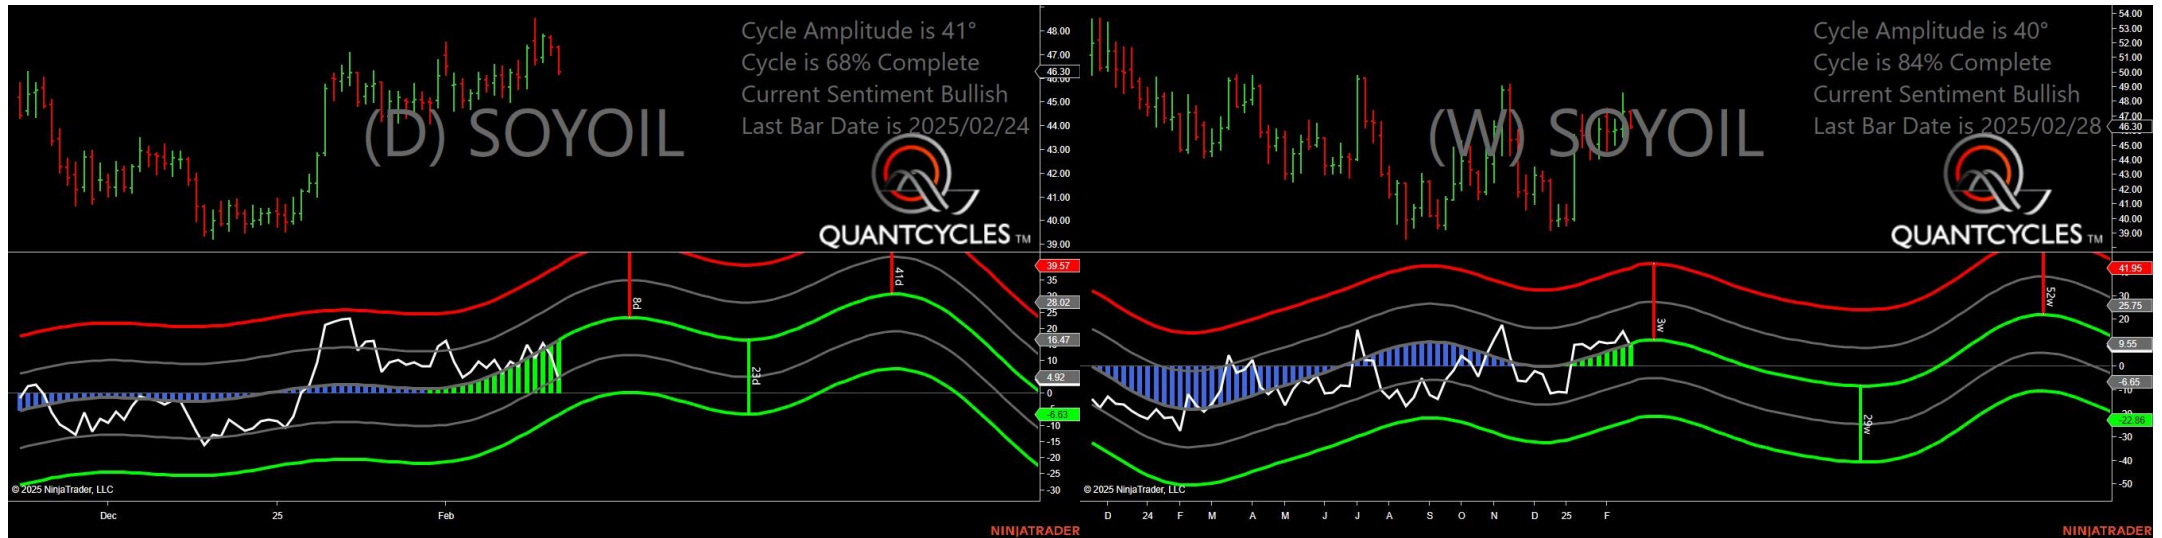 Cycle Amplitude is 41°
Cycle is 68% Complete
Current Sentiment Bullish
Last Bar Date is 2025/02/24
(D) SOYOIL
QUANTCYCLES TM
48.00
47.00
46.30
46.00
45.00
44.00
43.00
42.00
41.00
40.00
39.00
39.57
35
28.02
25
20
16.47
10
4.92
0
-6.63
-10
-15
-20
-25
-30
8d
23d
41d
© 2025 NinjaTrader, LLC
Dec
25
Feb
NINJATRADER
Cycle Amplitude is 40°
Cycle is 84% Complete
Current Sentiment Bullish
Last Bar Date is 2025/02/28
(W) SOYOIL
QUANTCYCLES TM
54.00
53.00
52.00
51.00
50.00
49.00
48.00
47.00
46.30
45.00
44.00
43.00
42.00
41.00
40.00
39.00
41.95
30
25.75
20
9.55
0
-6.65
-10
-22.86
-30
-40
-50
3w
29w
52w
© 2025 NinjaTrader, LLC
D 24 F M A M J J A S O N D 25 F
NINJATRADER